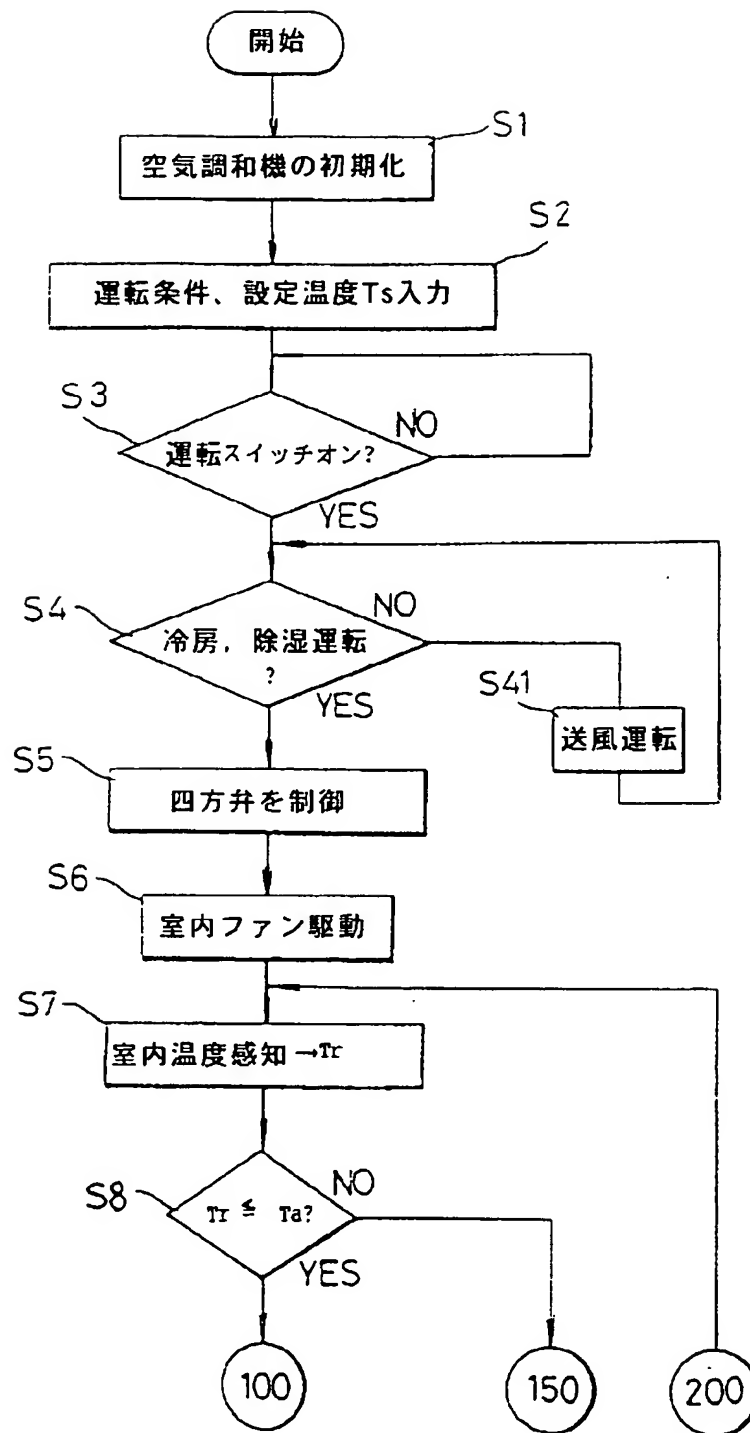 開始
S1
空気調和機の初期化
S2
運転条件、設定温度Ts入力
S3
運転スイッチオン?
NO
YES
S4
冷房, 除湿運転
?
NO
YES
S41
送風運転
S5
四方弁を制御
S6
室内ファン駆動
S7
室内温度感知→Tr
S8
Tr ≦ Ta?
NO
YES
100
150
200